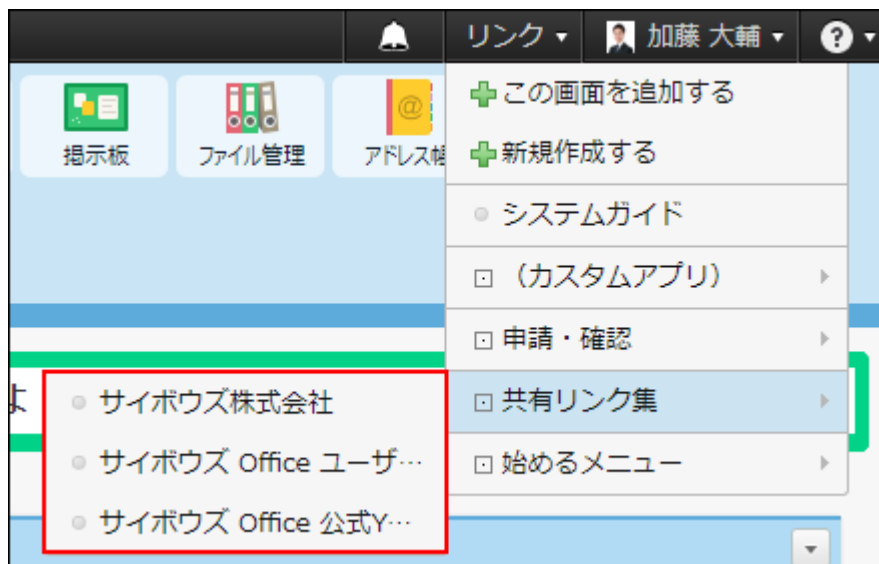 リンク 加藤 大輔 ?
掲示板 ファイル管理 アドレス帳
この画面を追加する
新規作成する
システムガイド
（カスタムアプリ）
申請・確認
共有リンク集
始めるメニュー
よ
サイボウズ株式会社
サイボウズ Office ユーザ…
サイボウズ Office 公式Y…